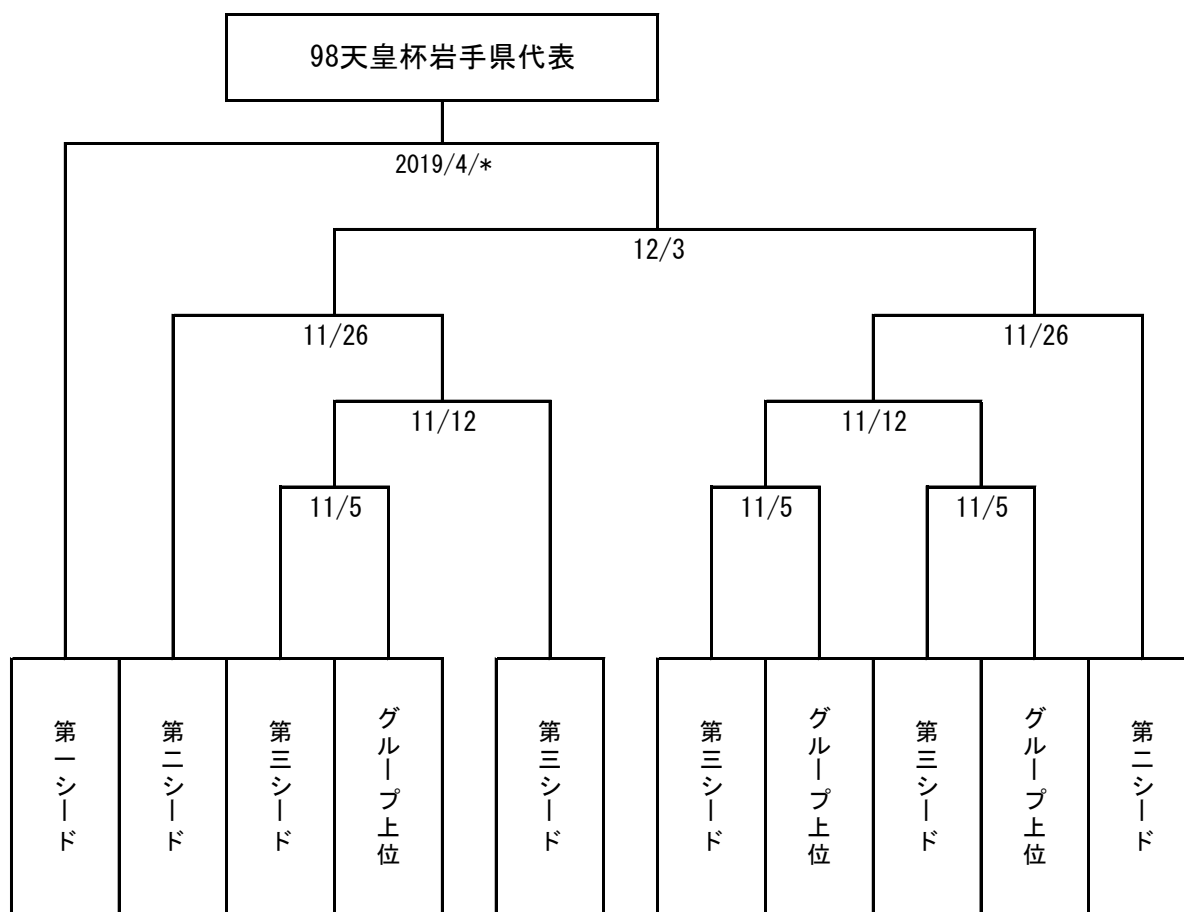 98天皇杯岩手県代表
2019/4/*
12/3
11/26
11/26
11/12
11/12
11/5
11/5
11/5
第一シード
第二シード
第三シード
グループ上位
第三シード
第三シード
グループ上位
第三シード
グループ上位
第二シード